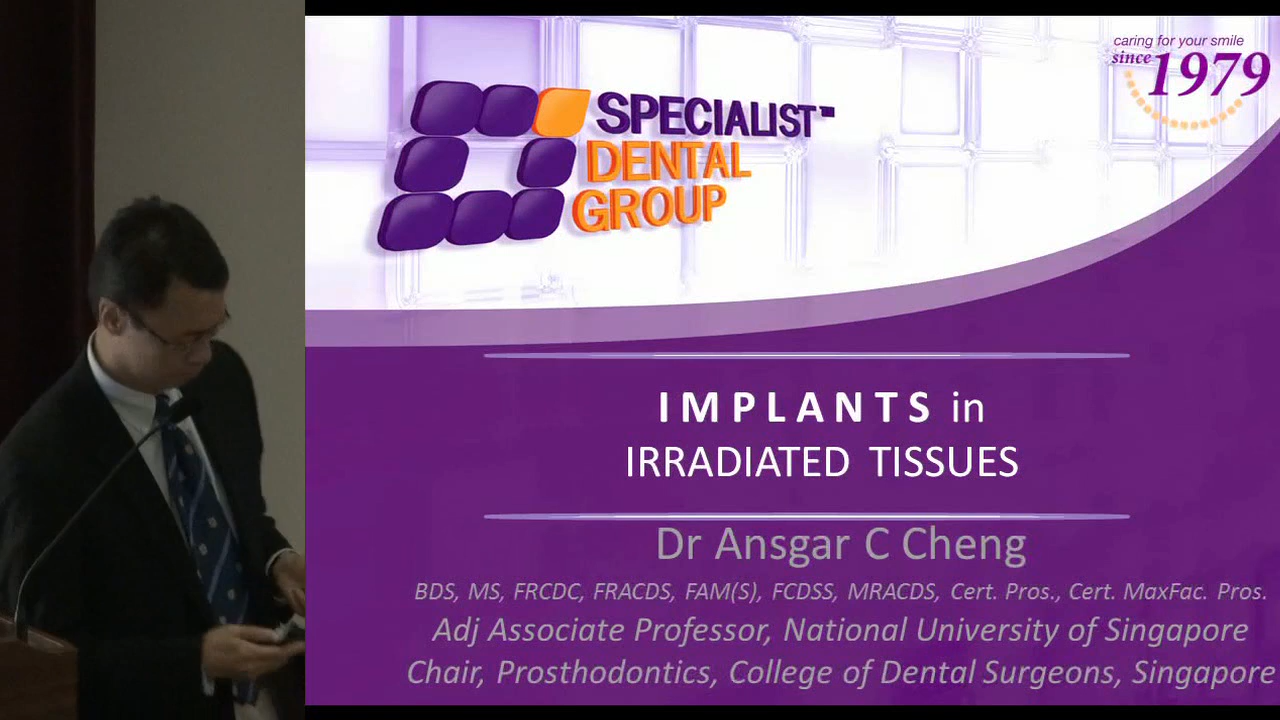 caring for your smile
since 1979
SPECIALIST™
DENTAL
GROUP
IMPLANTS in
IRRADIATED TISSUES
Dr Ansgar C Cheng
BDS, MS, FRCDC, FRACDS, FAM(S), FCDSS, MRACDS, Cert. Pros., Cert. MaxFac. Pros.
Adj Associate Professor, National University of Singapore
Chair, Prosthodontics, College of Dental Surgeons, Singapore